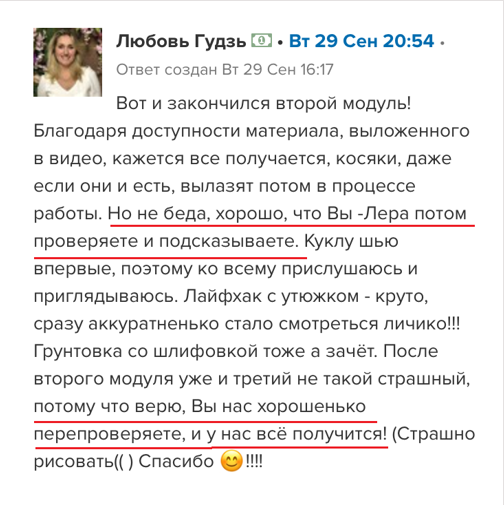 Любовь Гудзь 💵 • Вт 29 Сен 20:54 •
Ответ создан Вт 29 Сен 16:17
Вот и закончился второй модуль!
Благодаря доступности материала, выложенного
в видео, кажется все получается, косяки, даже
если они и есть, вылазят потом в процессе
работы. Но не беда, хорошо, что Вы -Лера потом
проверяете и подсказываете. Куклу шью
впервые, поэтому ко всему прислушаюсь и
приглядываюсь. Лайфхак с утюжком - круто,
сразу аккуратненько стало смотреться личико!!!
Грунтовка со шлифовкой тоже а зачёт. После
второго модуля уже и третий не такой страшный,
потому что верю, Вы нас хорошенько
перепроверяете, и у нас всё получится! (Страшно
рисовать(( ) Спасибо 😊!!!!